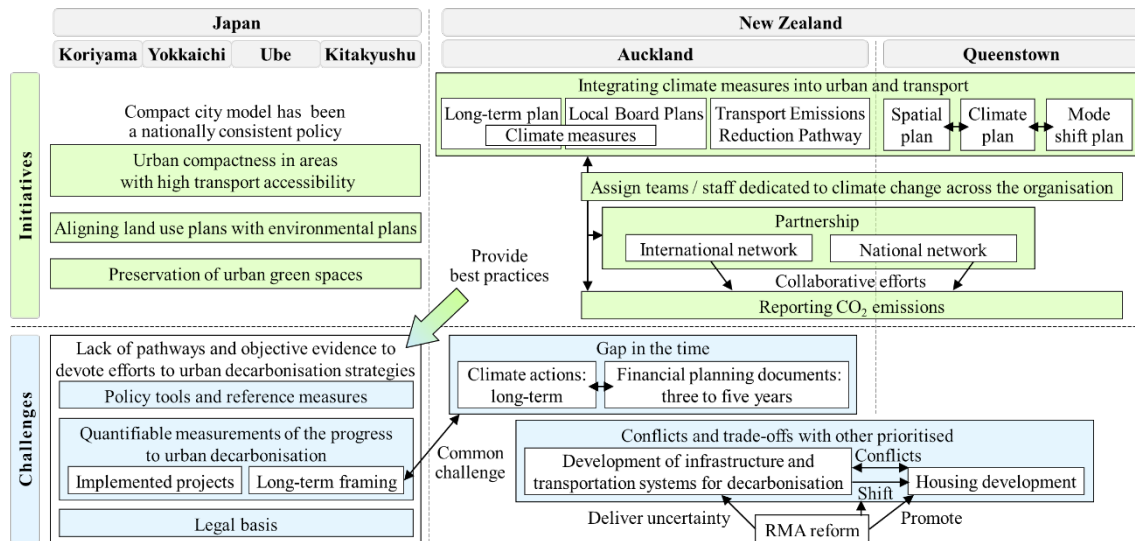 Japan
New Zealand
Koriyama
Yokkaichi
Ube
Kitakyushu
Auckland
Queenstown
Initiatives
Compact city model has been
a nationally consistent policy
Urban compactness in areas
with high transport accessibility
Aligning land use plans with environmental plans
Preservation of urban green spaces
Provide
best practices
Integrating climate measures into urban and transport
Long-term plan
Local Board Plans
Climate measures
Transport Emissions
Reduction Pathway
Spatial
plan
Climate
plan
Mode
shift plan
Assign teams / staff dedicated to climate change across the organisation
Partnership
International network
National network
Collaborative efforts
Reporting CO₂ emissions
Challenges
Lack of pathways and objective evidence to
devote efforts to urban decarbonisation strategies
Policy tools and reference measures
Quantifiable measurements of the progress
to urban decarbonisation
Implemented projects
Long-term framing
Legal basis
Common
challenge
Gap in the time
Climate actions:
long-term
Financial planning documents:
three to five years
Conflicts and trade-offs with other prioritised
Development of infrastructure and
transportation systems for decarbonisation
Conflicts
Shift
Housing development
Deliver uncertainty
RMA reform
Promote